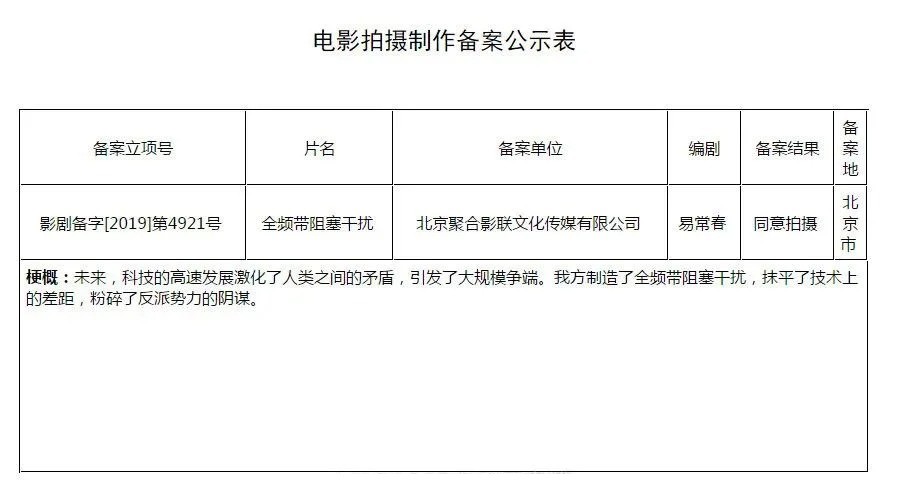 电影拍摄制作备案公示表
备案立项号 片名 备案单位 编剧 备案结果 备案地
影剧备字[2019]第4921号 全频带阻塞干扰 北京聚合影联文化传媒有限公司 易常春 同意拍摄 北京市
梗概：未来，科技的高速发展激化了人类之间的矛盾，引发了大规模争端。我方制造了全频带阻塞干扰，抹平了技术上
的差距，粉碎了反派势力的阴谋。